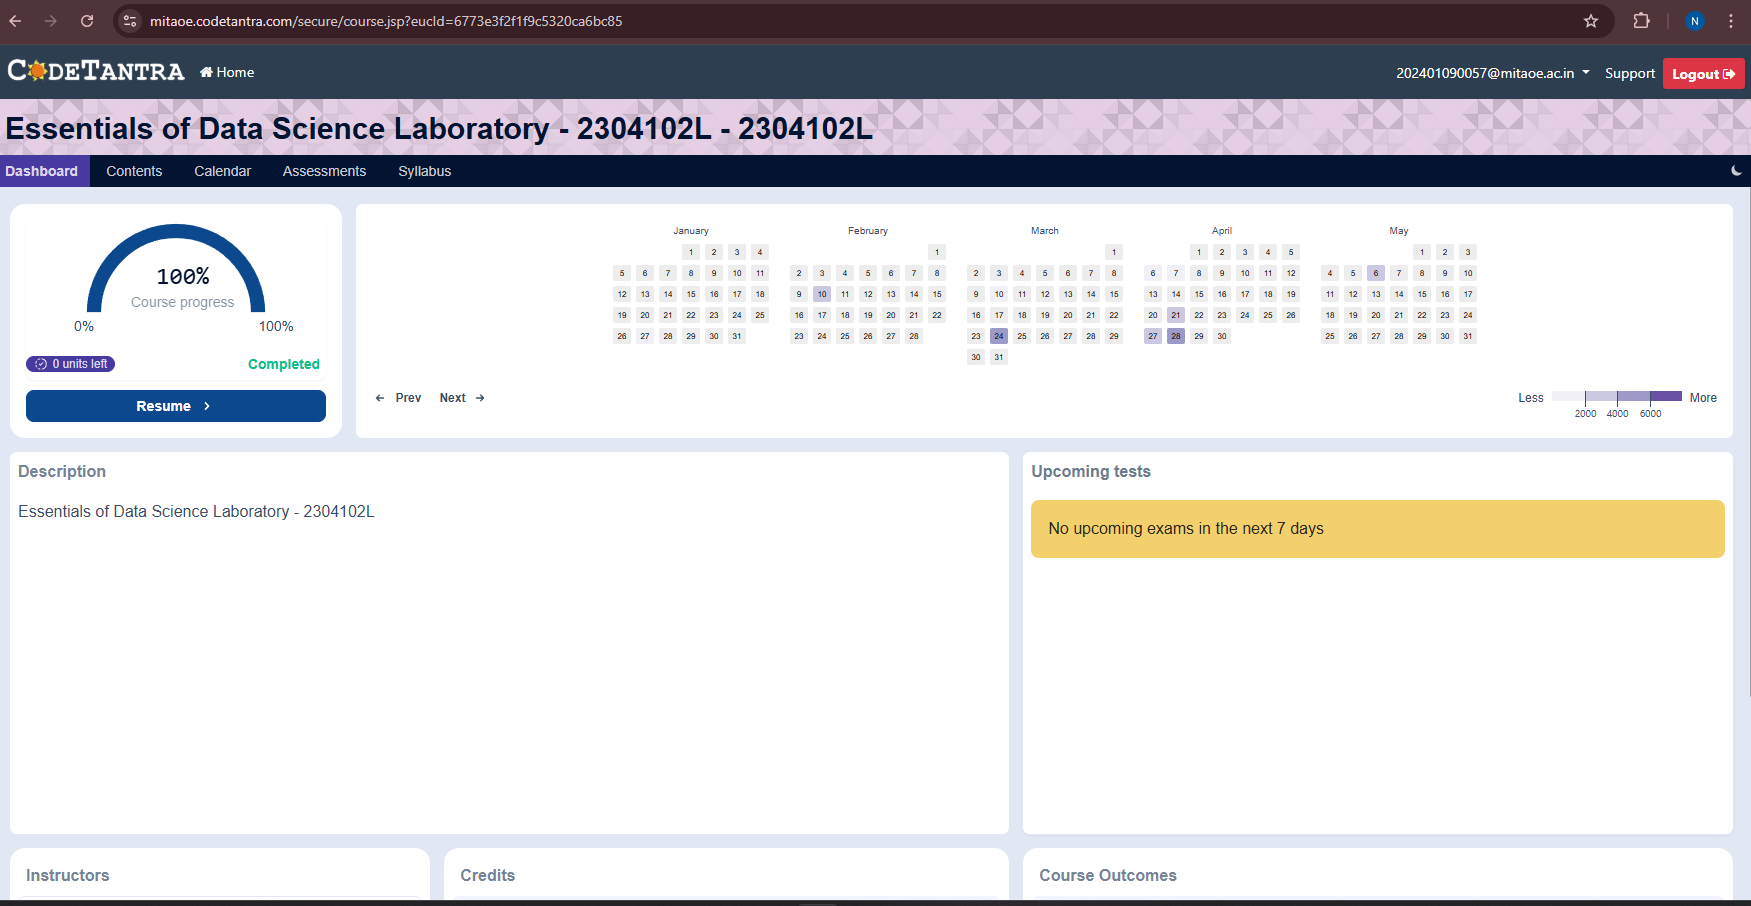 mitaoe.codetantra.com/secure/course.jsp?eucId=6773e3f2f1f9c5320ca6bc85
N
CODETANTRA
Home
202401090057@mitaoe.ac.in
Support
Logout
Essentials of Data Science Laboratory - 2304102L - 2304102L
Dashboard
Contents
Calendar
Assessments
Syllabus
100%
Course progress
0%
100%
0 units left
Completed
Resume
January
1 2 3 4
5 6 7 8 9 10 11
12 13 14 15 16 17 18
19 20 21 22 23 24 25
26 27 28 29 30 31
February
1
2 3 4 5 6 7 8
9 10 11 12 13 14 15
16 17 18 19 20 21 22
23 24 25 26 27 28
March
1
2 3 4 5 6 7 8
9 10 11 12 13 14 15
16 17 18 19 20 21 22
23 24 25 26 27 28 29
30 31
April
1 2 3 4 5
6 7 8 9 10 11 12
13 14 15 16 17 18 19
20 21 22 23 24 25 26
27 28 29 30
May
1 2 3
4 5 6 7 8 9 10
11 12 13 14 15 16 17
18 19 20 21 22 23 24
25 26 27 28 29 30 31
← Prev
Next →
Less
More
2000 4000 6000
Description
Essentials of Data Science Laboratory - 2304102L
Upcoming tests
No upcoming exams in the next 7 days
Instructors
Credits
Course Outcomes